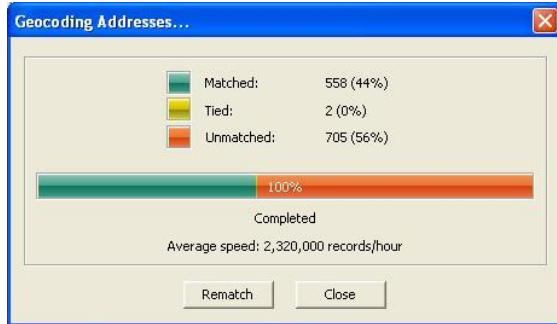 Geocoding Addresses...
Matched: 558 (44%)
Tied: 2 (0%)
Unmatched: 705 (56%)
100%
Completed
Average speed: 2,320,000 records/hour
Rematch Close